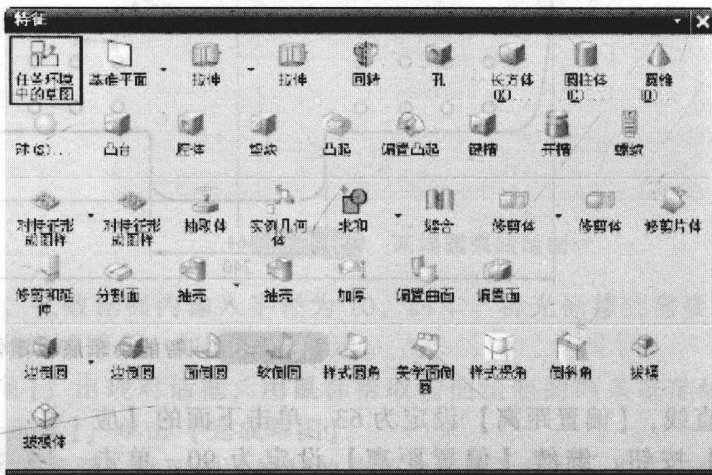 特征
任务环境中的草图 基准平面 拉伸 拉伸 回转 孔 长方体(K)... 圆柱体(C)... 圆锥(O)...
球(S)... 凸台 腔体 垫块 凸起 偏置凸起 键槽 开槽 螺纹
对特征形成图样 对特征形成图样 抽取体 实例几何体 求和 缝合 修剪体 修剪体 修剪片体
修剪和延伸 分割面 抽壳 抽壳 加厚 偏置曲面 偏置面
边倒圆 边倒圆 面倒圆 软倒圆 样式圆角 美学面倒圆 样式拐角 倒斜角 拔模
拔模体